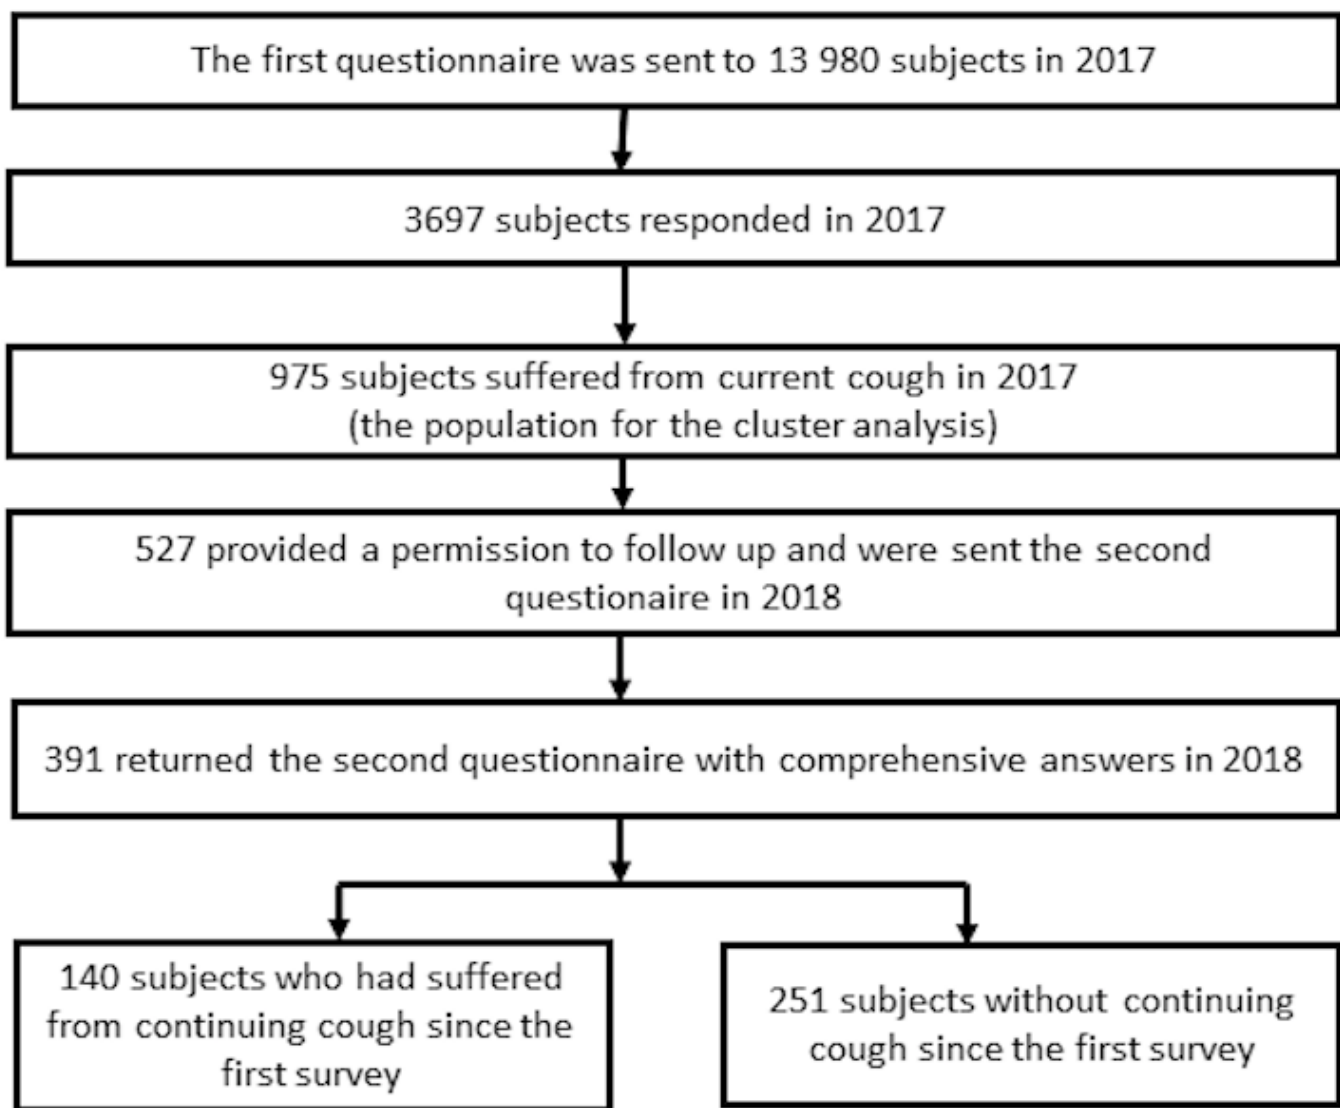 The first questionnaire was sent to 13 980 subjects in 2017
3697 subjects responded in 2017
975 subjects suffered from current cough in 2017
(the population for the cluster analysis)
527 provided a permission to follow up and were sent the second
questionaire in 2018
391 returned the second questionnaire with comprehensive answers in 2018
140 subjects who had suffered
from continuing cough since the
first survey
251 subjects without continuing
cough since the first survey